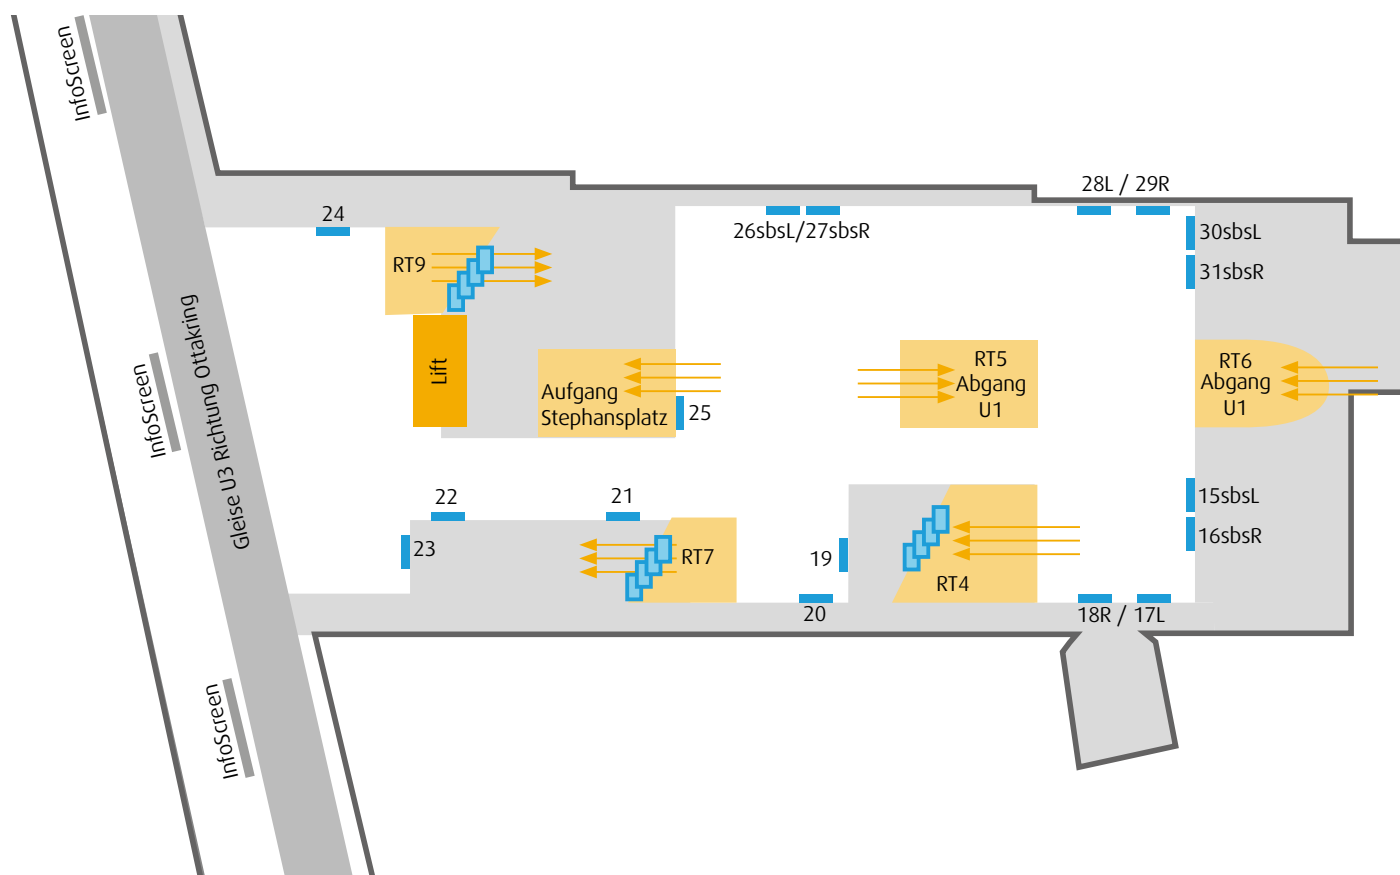 InfoScreen
28L / 29R
24
26sbsL/27sbsR
30sbsL
RT9
31sbsR
Gleise U3 Richtung Ottakring
InfoScreen
Lift
Aufgang
Stephansplatz
25
RT5
Abgang
U1
RT6
Abgang
U1
22
21
15sbsL
23
RT7
19
16sbsR
RT4
20
18R / 17L
InfoScreen